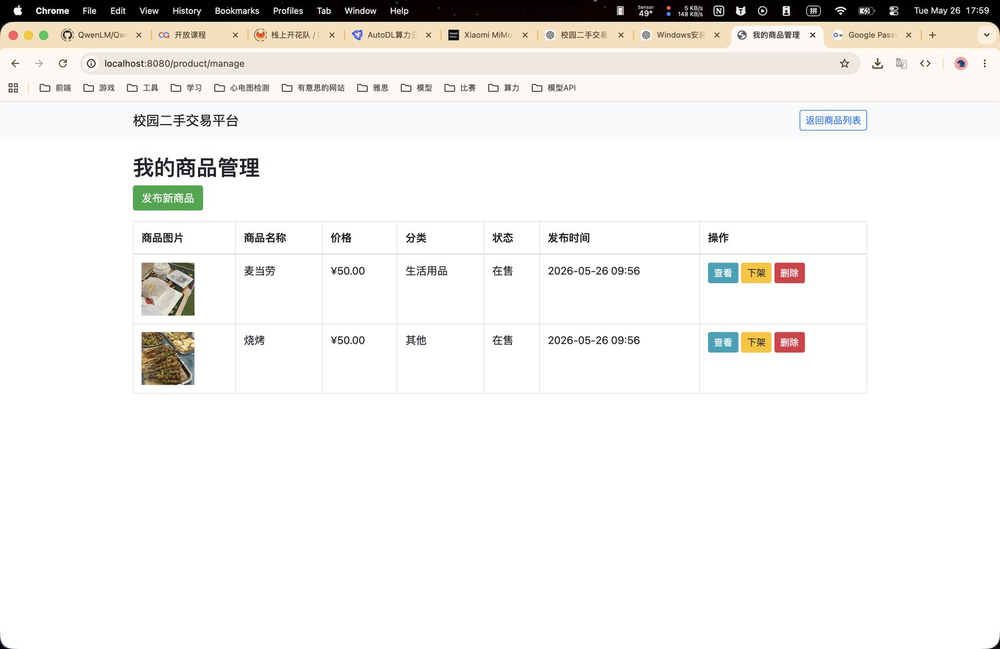 Chrome File Edit View History Bookmarks Profiles Tab Window Help Sensor 49° 5 KB/s 148 KB/s 拼 Tue May 26 17:59
QwenLM/Qw 开放课程 栈上开花队 / AutoDL算力云 Xiaomi MiMo 校园二手交易 Windows安装 我的商品管理 Google Passw
localhost:8080/product/manage
前端 游戏 工具 学习 心电图检测 有意思的网站 雅思 模型 比赛 算力 模型API
校园二手交易平台 返回商品列表
我的商品管理
发布新商品
商品图片 商品名称 价格 分类 状态 发布时间 操作
麦当劳 ¥50.00 生活用品 在售 2026-05-26 09:56 查看 下架 删除
烧烤 ¥50.00 其他 在售 2026-05-26 09:56 查看 下架 删除